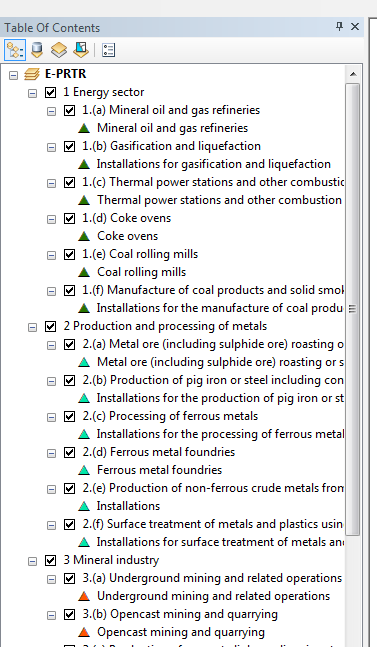 Table Of Contents
E-PRTR
1 Energy sector
1.(a) Mineral oil and gas refineries
Mineral oil and gas refineries
1.(b) Gasification and liquefaction
Installations for gasification and liquefaction
1.(c) Thermal power stations and other combustic
Thermal power stations and other combustion
1.(d) Coke ovens
Coke ovens
1.(e) Coal rolling mills
Coal rolling mills
1.(f) Manufacture of coal products and solid smok
Installations for the manufacture of coal produ
2 Production and processing of metals
2.(a) Metal ore (including sulphide ore) roasting o
Metal ore (including sulphide ore) roasting or s
2.(b) Production of pig iron or steel including con
Installations for the production of pig iron or st
2.(c) Processing of ferrous metals
Installations for the processing of ferrous metal
2.(d) Ferrous metal foundries
Ferrous metal foundries
2.(e) Production of non-ferrous crude metals from
Installations
2.(f) Surface treatment of metals and plastics usin
Installations for surface treatment of metals and
3 Mineral industry
3.(a) Underground mining and related operations
Underground mining and related operations
3.(b) Opencast mining and quarrying
Opencast mining and quarrying